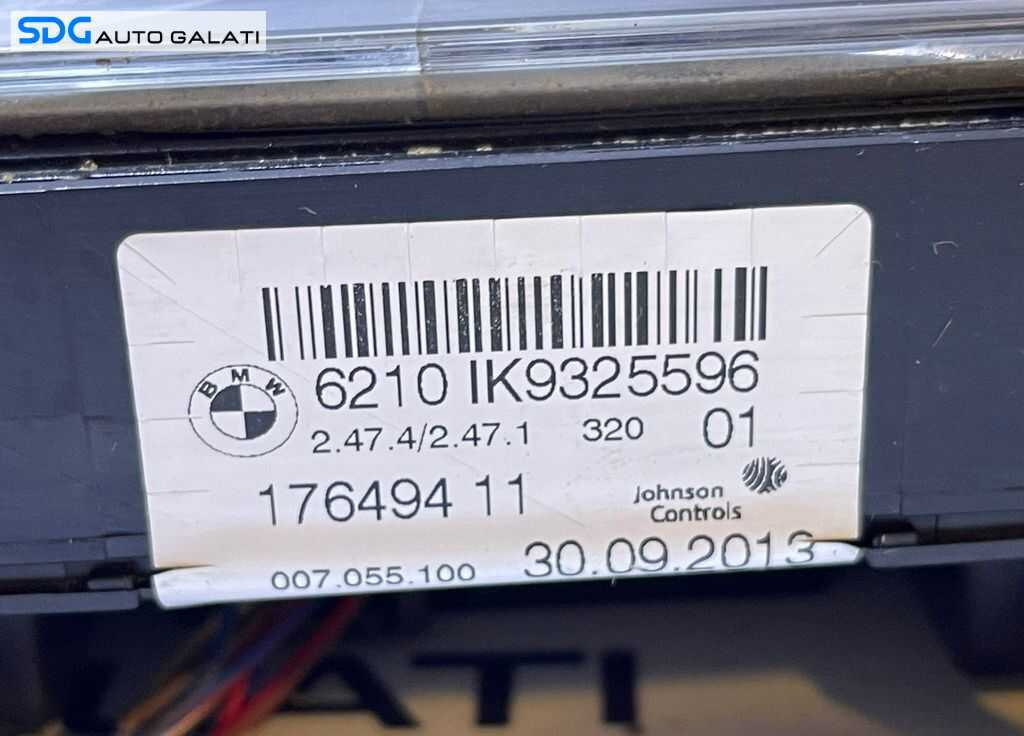 SDG AUTO GALATI
BMW
6210 IK9325596
2.47.4/2.47.1 320 01
176494 11
Johnson
Controls
007.055.100 30.09.2013
ATI